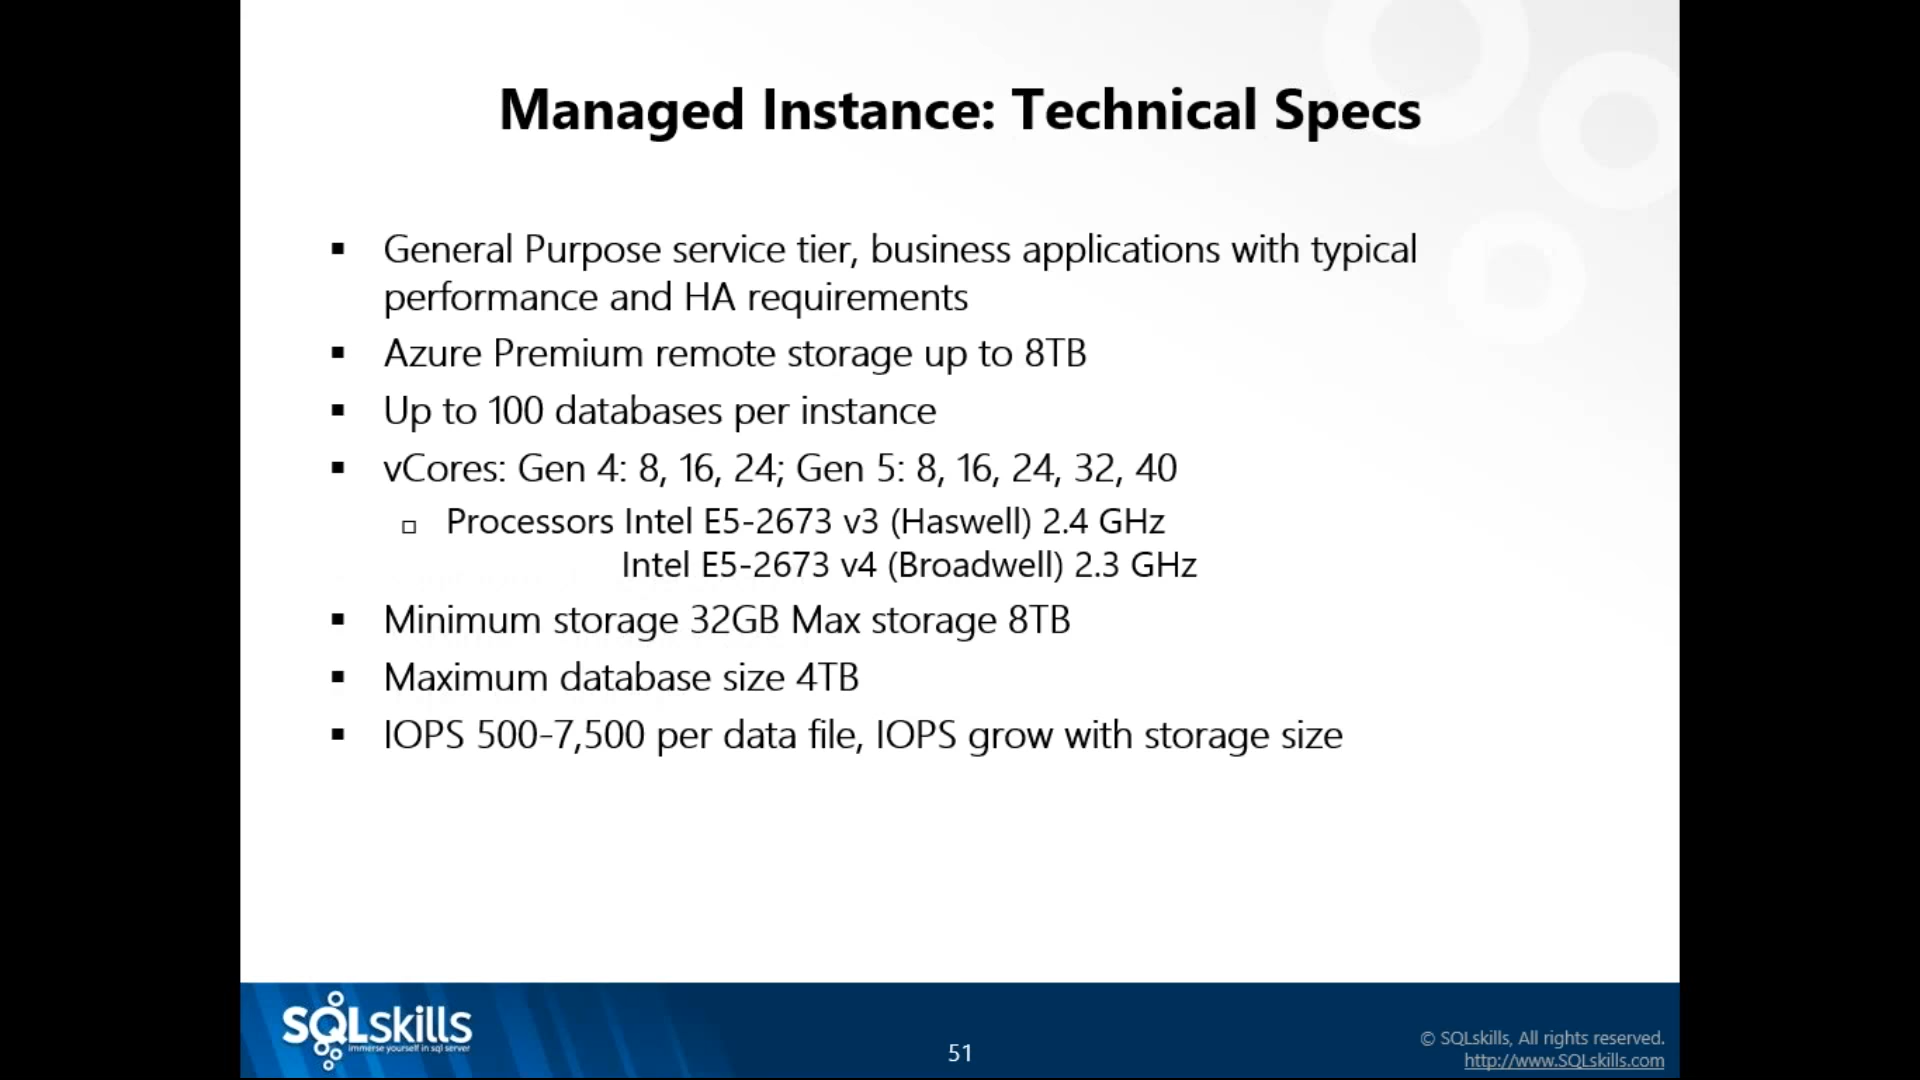 Managed Instance: Technical Specs
▪ General Purpose service tier, business applications with typical
performance and HA requirements
▪ Azure Premium remote storage up to 8TB
▪ Up to 100 databases per instance
▪ vCores: Gen 4: 8, 16, 24; Gen 5: 8, 16, 24, 32, 40
▫ Processors Intel E5-2673 v3 (Haswell) 2.4 GHz
Intel E5-2673 v4 (Broadwell) 2.3 GHz
▪ Minimum storage 32GB Max storage 8TB
▪ Maximum database size 4TB
▪ IOPS 500-7,500 per data file, IOPS grow with storage size
SQLskills
immerse yourself in sql server
51
© SQLskills, All rights reserved.
http://www.SQLskills.com